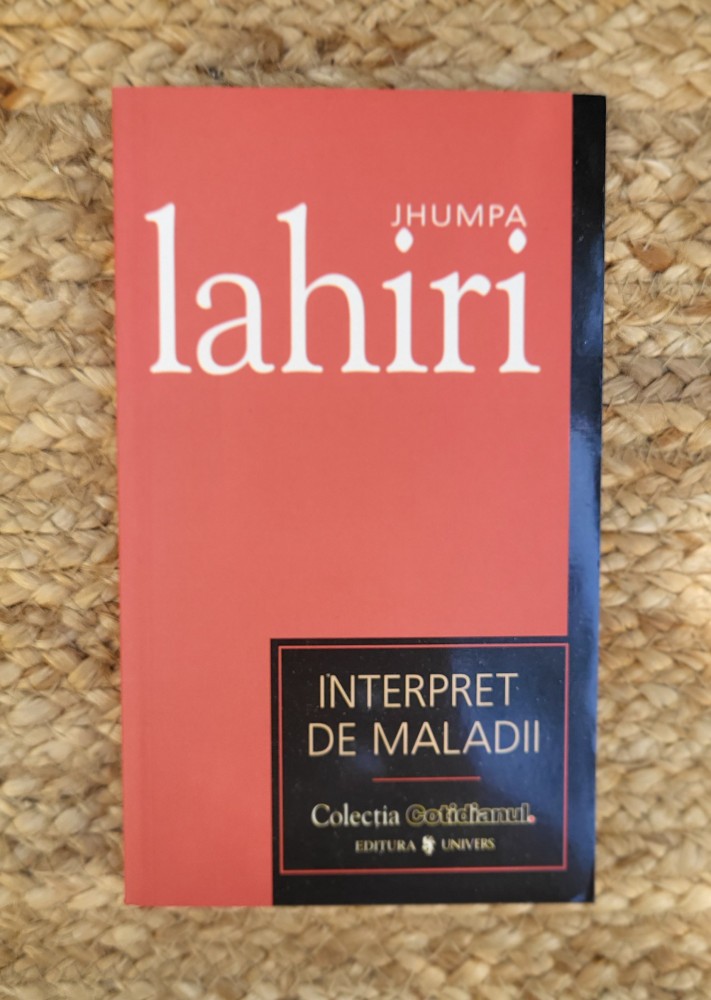 JHUMPA
lahiri
INTERPRET
DE MALADII
Colecția Cotidianul.
EDITURA UNIVERS